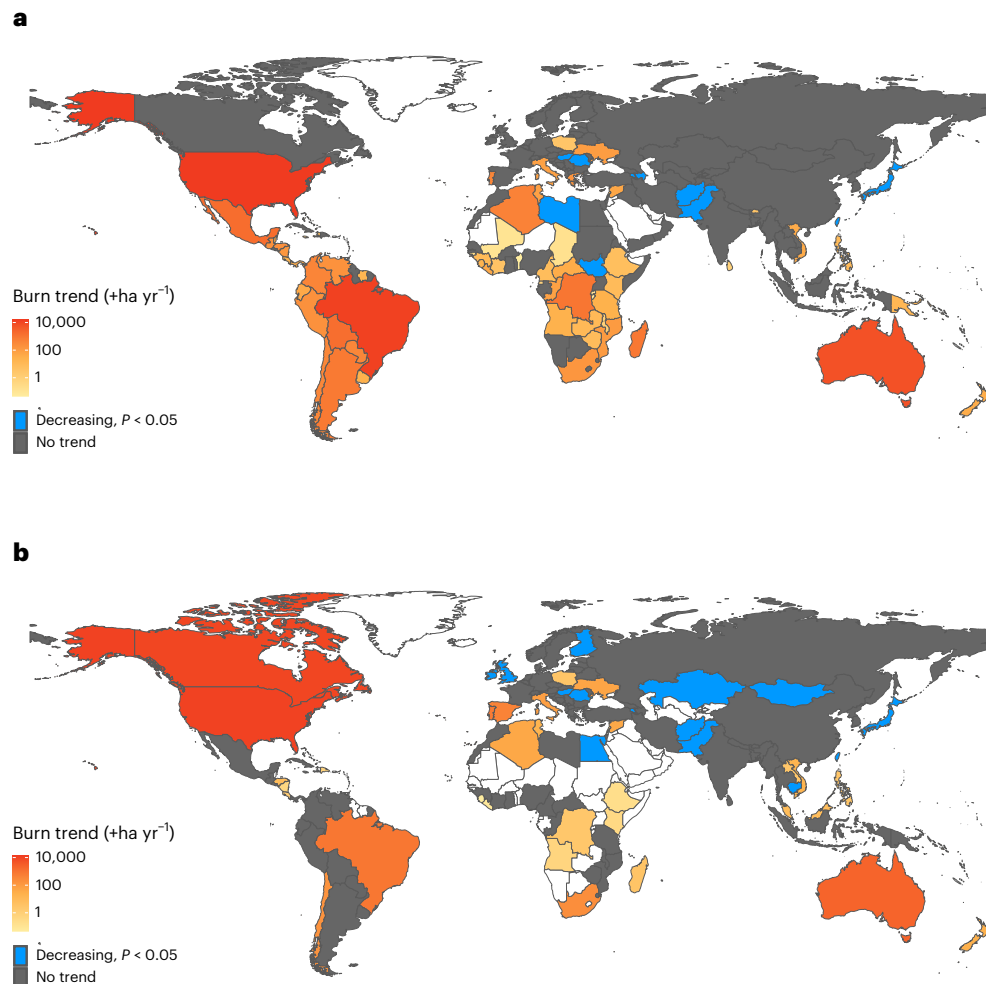 a
Burn trend (+ha yr⁻¹)
10,000
100
1
Decreasing, P < 0.05
No trend
b
Burn trend (+ha yr⁻¹)
10,000
100
1
Decreasing, P < 0.05
No trend